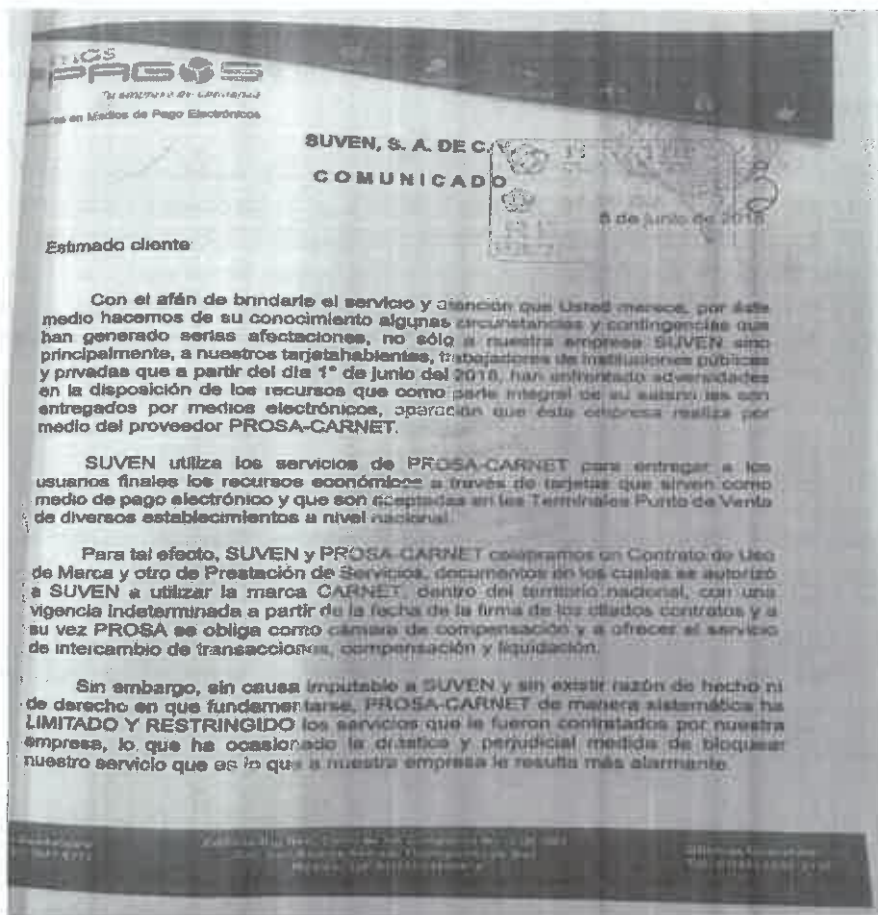 PAGOS
Tu empresa de confianza
en Medios de Pago Electrónicos
SUVEN, S. A. DE C. V.
COMUNICADO
de junio de 2018
Estimado cliente
Con el afán de brindarle el servicio y atención que Usted merece, por éste
medio hacemos de su conocimiento algunas circunstancias y contingencias que
han generado serias afectaciones, no sólo a nuestra empresa SUVEN sino
principalmente, a nuestros tarjetahabientes, trabajadores de instituciones públicas
y privadas que a partir del día 1° de junio del 2018, han enfrentado adversidades
en la disposición de los recursos que como parte integral de su salario les son
entregados por medios electrónicos, operación que ésta empresa realiza por
medio del proveedor PROSA-CARNET.
SUVEN utiliza los servicios de PROSA-CARNET para entregar a los
usuarios finales los recursos económicos a través de tarjetas que sirven como
medio de pago electrónico y que son aceptadas en las Terminales Punto de Venta
de diversos establecimientos a nivel nacional.
Para tal efecto, SUVEN y PROSA-CARNET celebramos un Contrato de Uso
de Marca y otro de Prestación de Servicios, documentos en los cuales se autorizó
a SUVEN a utilizar la marca CARNET, dentro del territorio nacional, con una
vigencia indeterminada a partir de la fecha de la firma de los citados contratos y a
su vez PROSA se obliga como cámara de compensación y a ofrecer el servicio
de intercambio de transacciones, compensación y liquidación.
Sin embargo, sin causa imputable a SUVEN y sin existir razón de hecho ni
de derecho en que fundamentarse, PROSA-CARNET de manera sistemática ha
LIMITADO Y RESTRINGIDO los servicios que le fueron contratados por nuestra
empresa, lo que ha ocasionado la drástica y perjudicial medida de bloquear
nuestro servicio que es lo que a nuestra empresa le resulta más alarmante.